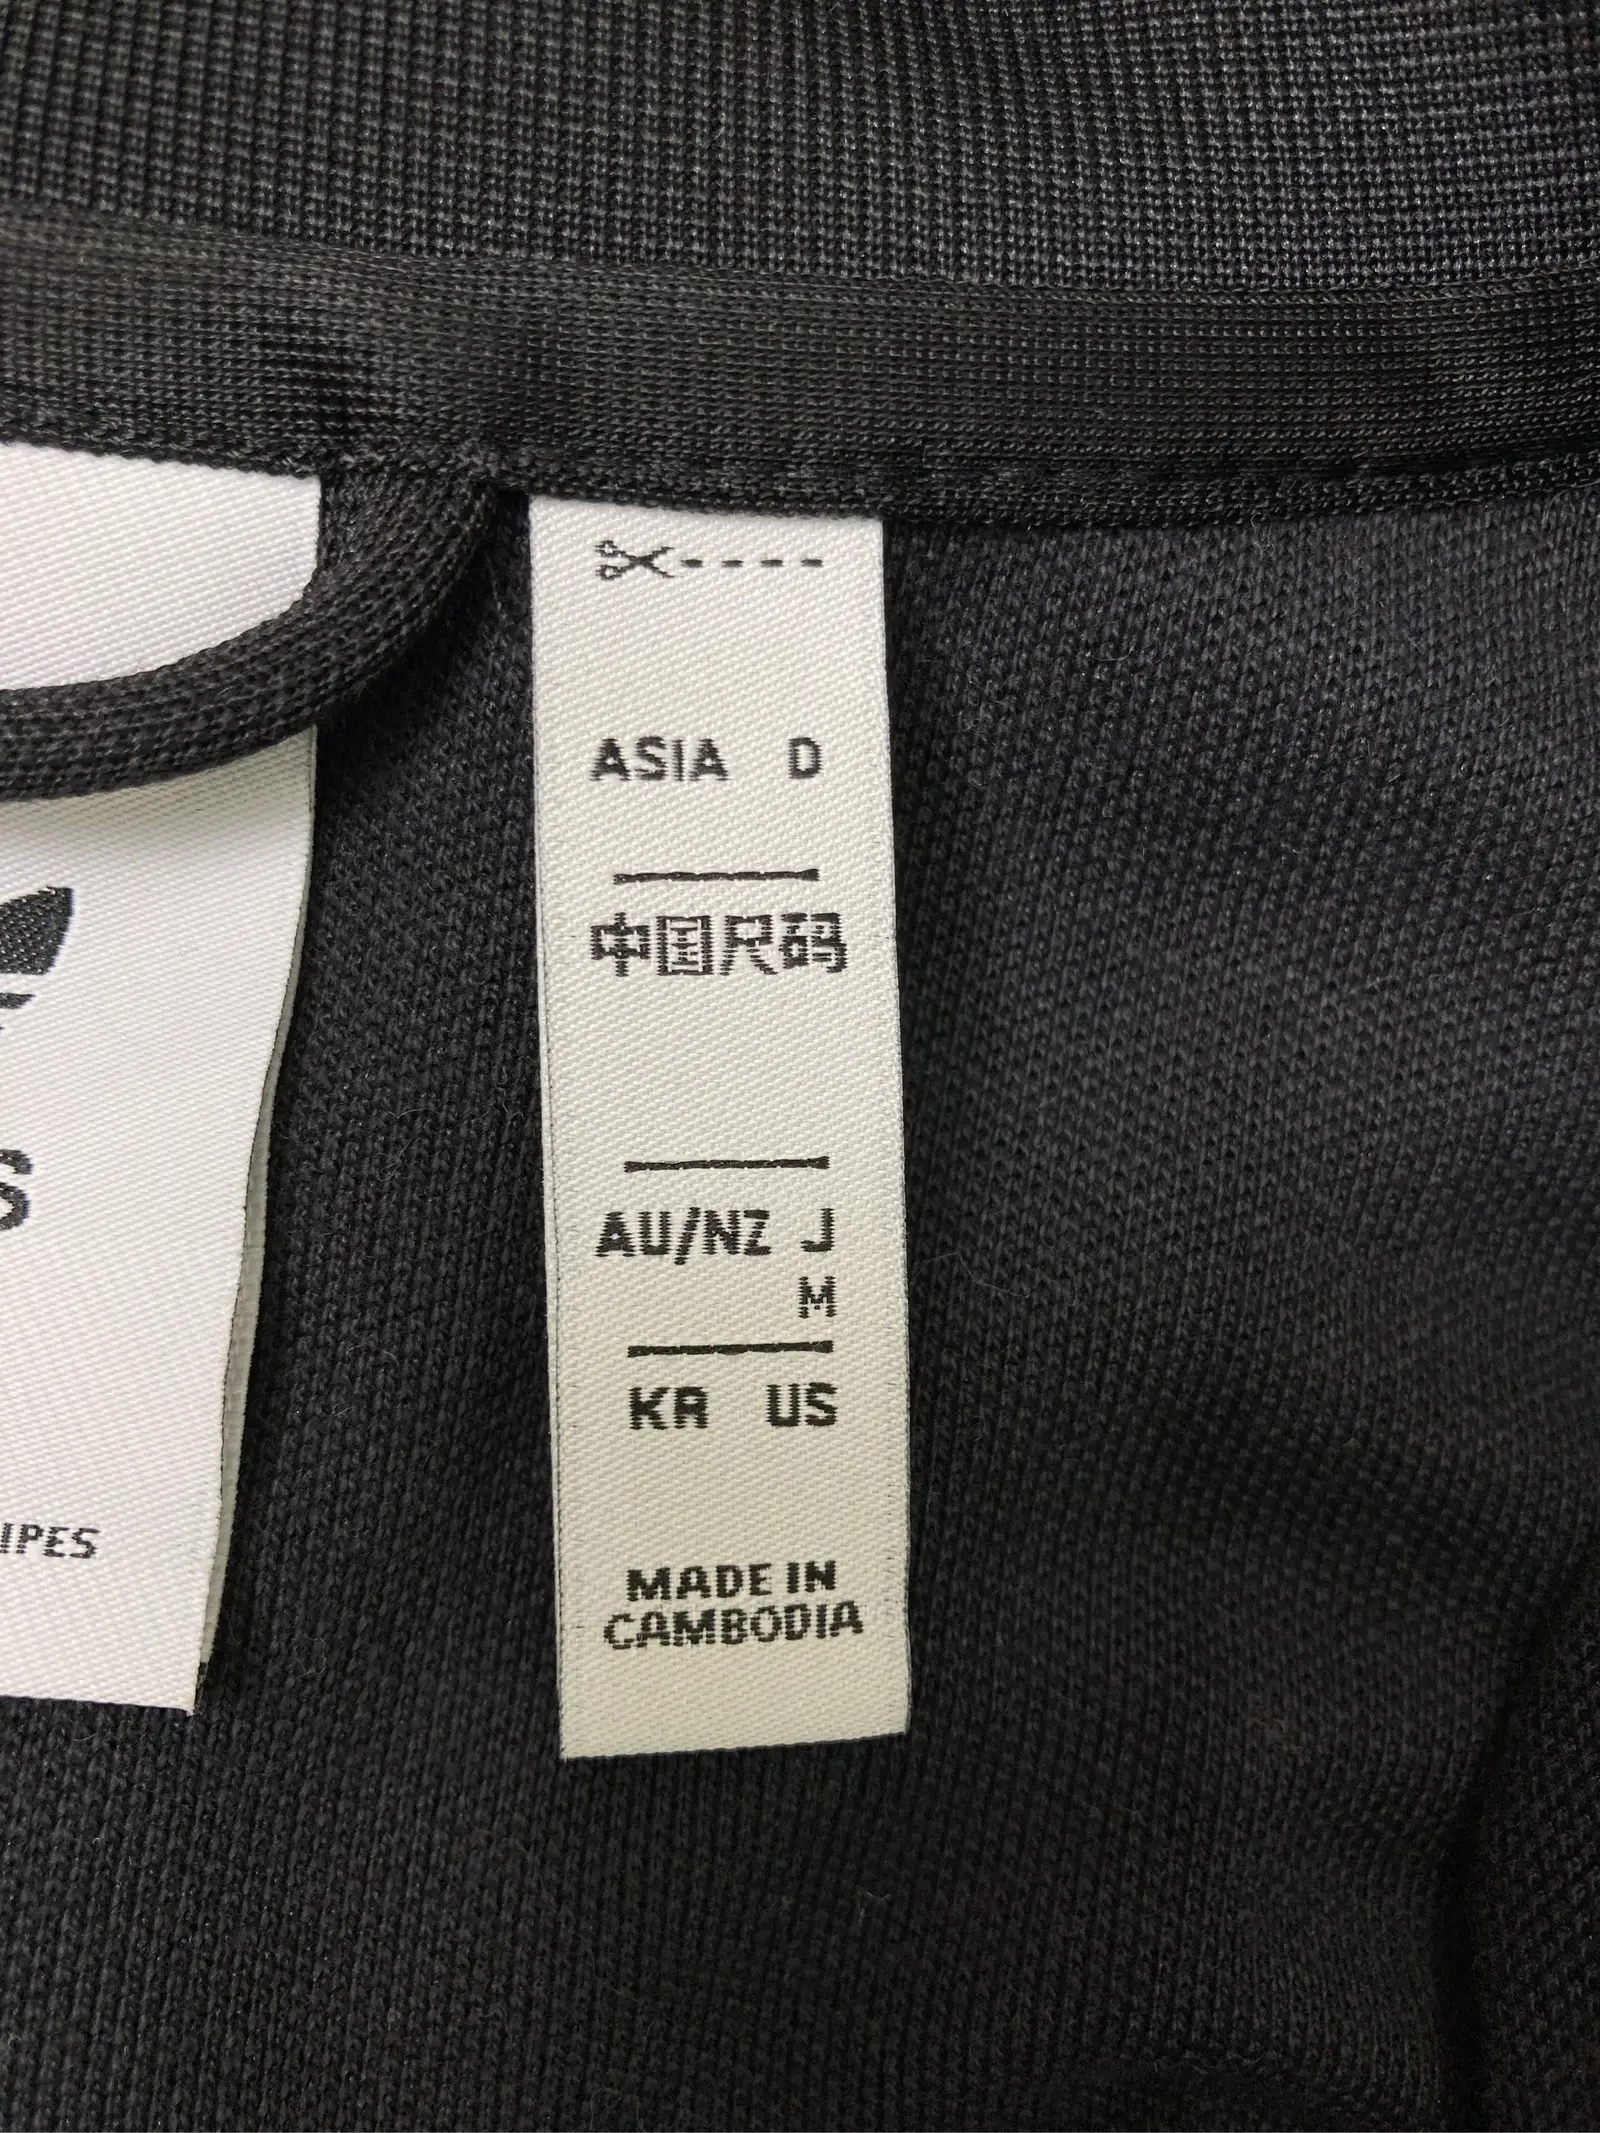 ASIA D
中国尺码
AU/NZ J
M
KR US
MADE IN
CAMBODIA
S
IPES